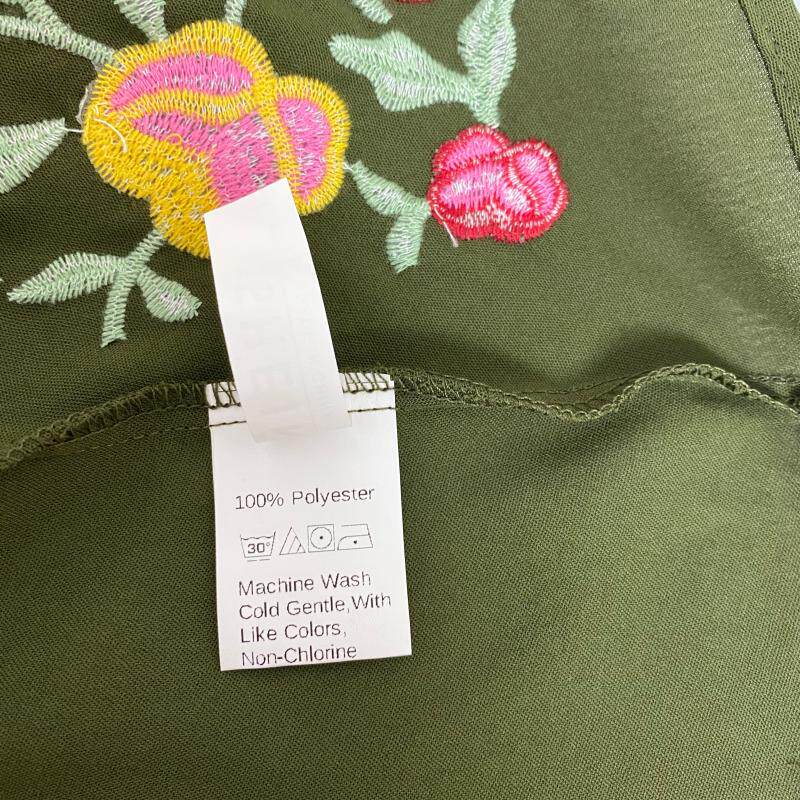 100% Polyester
30°
Machine Wash
Cold Gentle,With
Like Colors,
Non-Chlorine